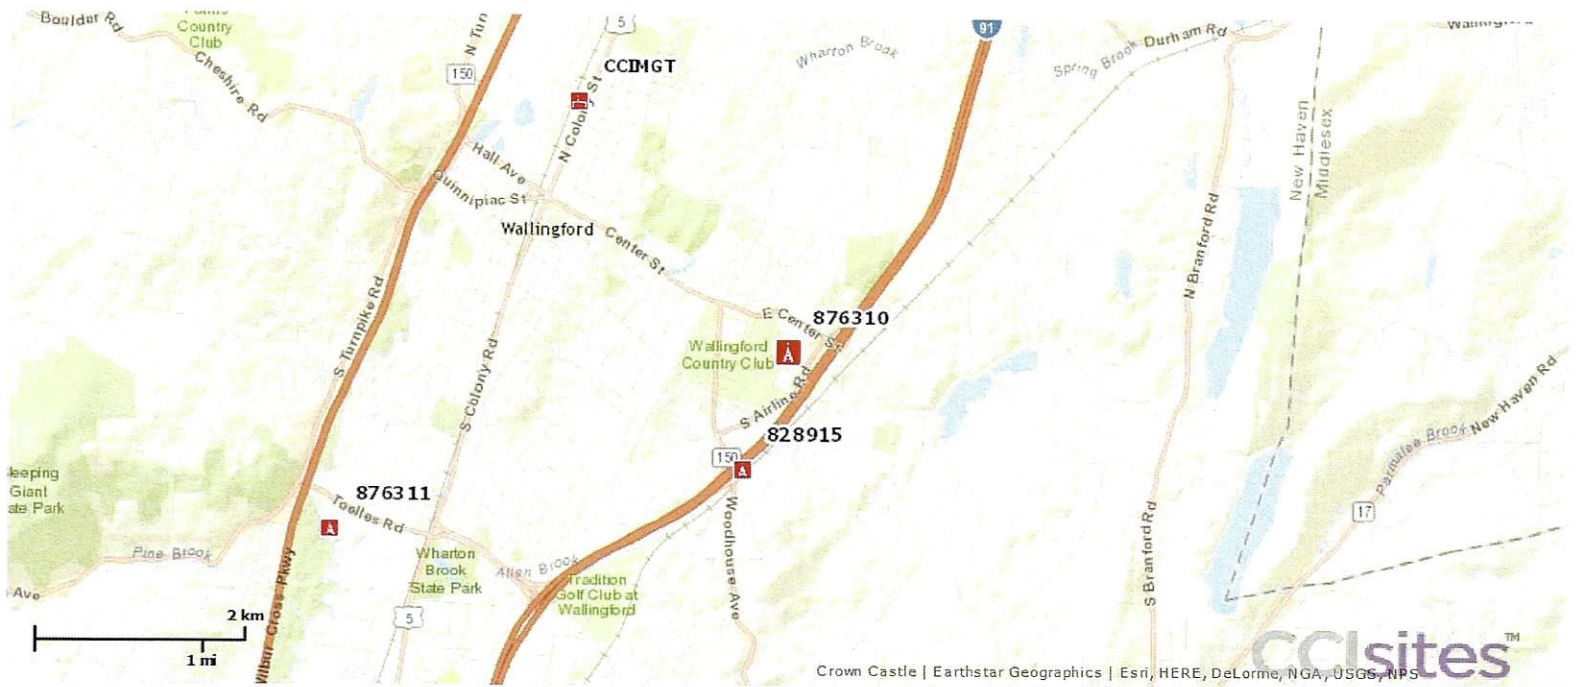 Boulder Rd
Country
Club
N Tun
5
91
Wharton Brook
Spring Brook
Durham Rd
Wallingford
150
CCIMGT
Cheshire Rd
N Colony St
Hall Ave
Quinnipiac St
Wallingford
Center St
New Haven
Middlesex
N Branford Rd
S Turnpike Rd
S Colony Rd
E Center St
876310
Wallingford
Country Club
S Airline Rd
828915
150
New Haven Rd
Parmalee Brook
17
leeping
Giant
ate Park
876311
Toelles Rd
Pine Brook
Wharton
Brook
State Park
Allen Brook
Tradition
Golf Club at
Wallingford
Woodhouse Ave
S Branford Rd
Ave
Wilbur Cross Pkwy
5
2 km
1 mi
CCIsites™
Crown Castle | Earthstar Geographics | Esri, HERE, DeLorme, NGA, USGS, NPS